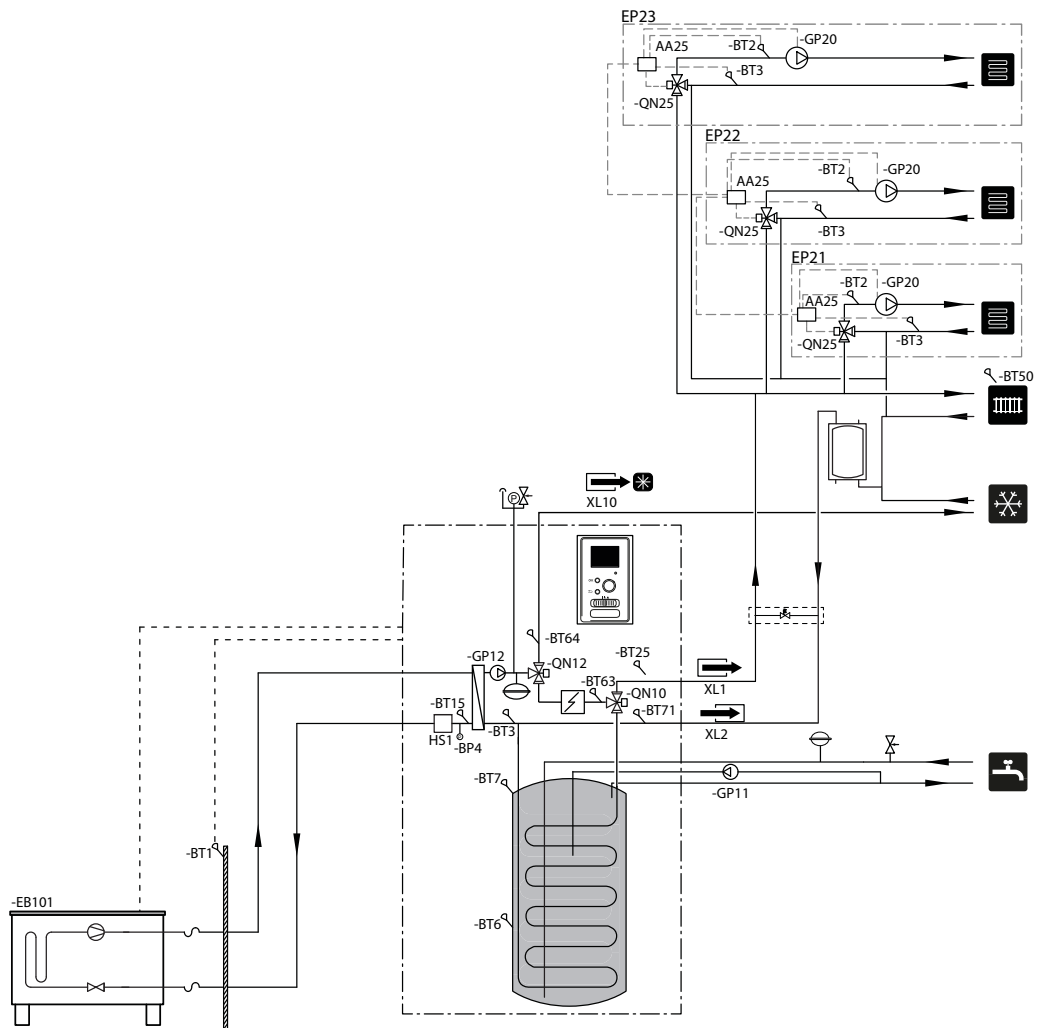 EP23
AA25
-BT2
-GP20
-BT3
-QN25
EP22
-BT2
-GP20
AA25
-QN25
-BT3
EP21
-BT2
-GP20
AA25
-QN25
-BT3
-BT50
P
XL10
-BT64
-GP12
-QN12
-BT25
-BT63
-QN10
XL1
-BT15
-BT3
-BT71
HS1
-BP4
XL2
-BT7
-GP11
-BT1
-EB101
-BT6